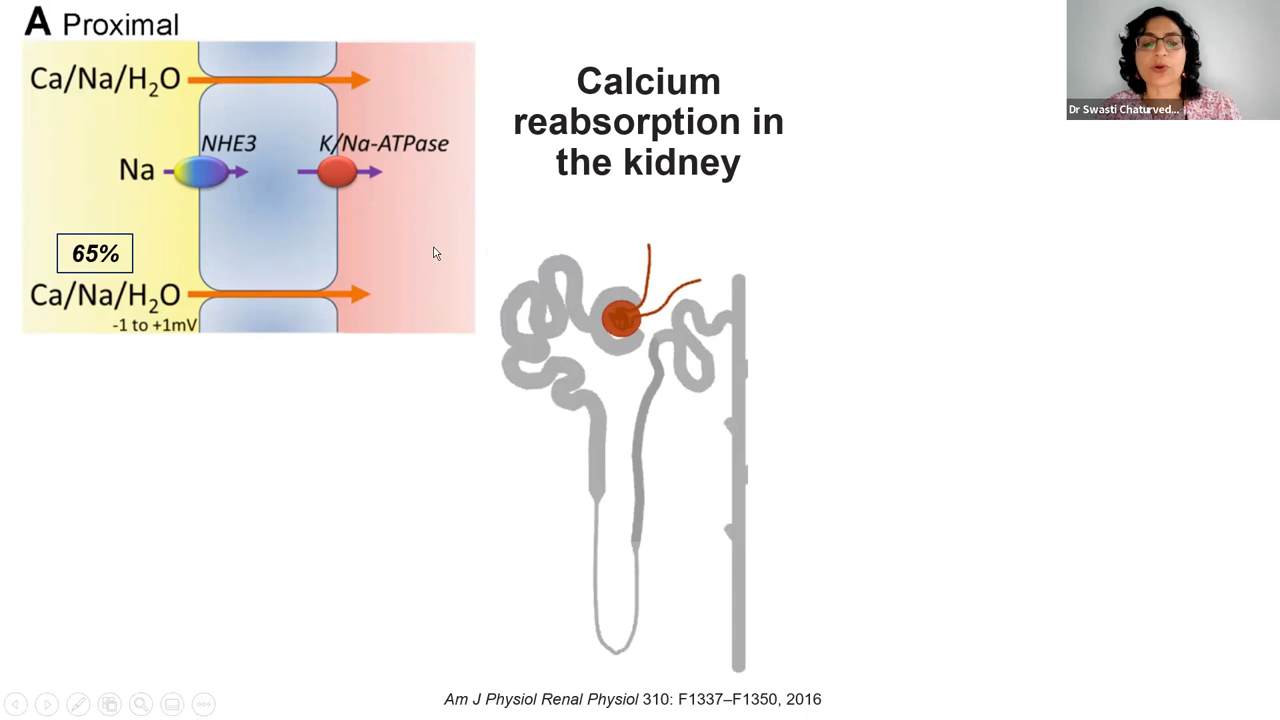 A Proximal
Ca/Na/H₂O
NHE3
K/Na-ATPase
Na
65%
Ca/Na/H₂O
-1 to +1mV
Calcium
reabsorption in
the kidney
Dr Swasti Chaturved...
Am J Physiol Renal Physiol 310: F1337–F1350, 2016